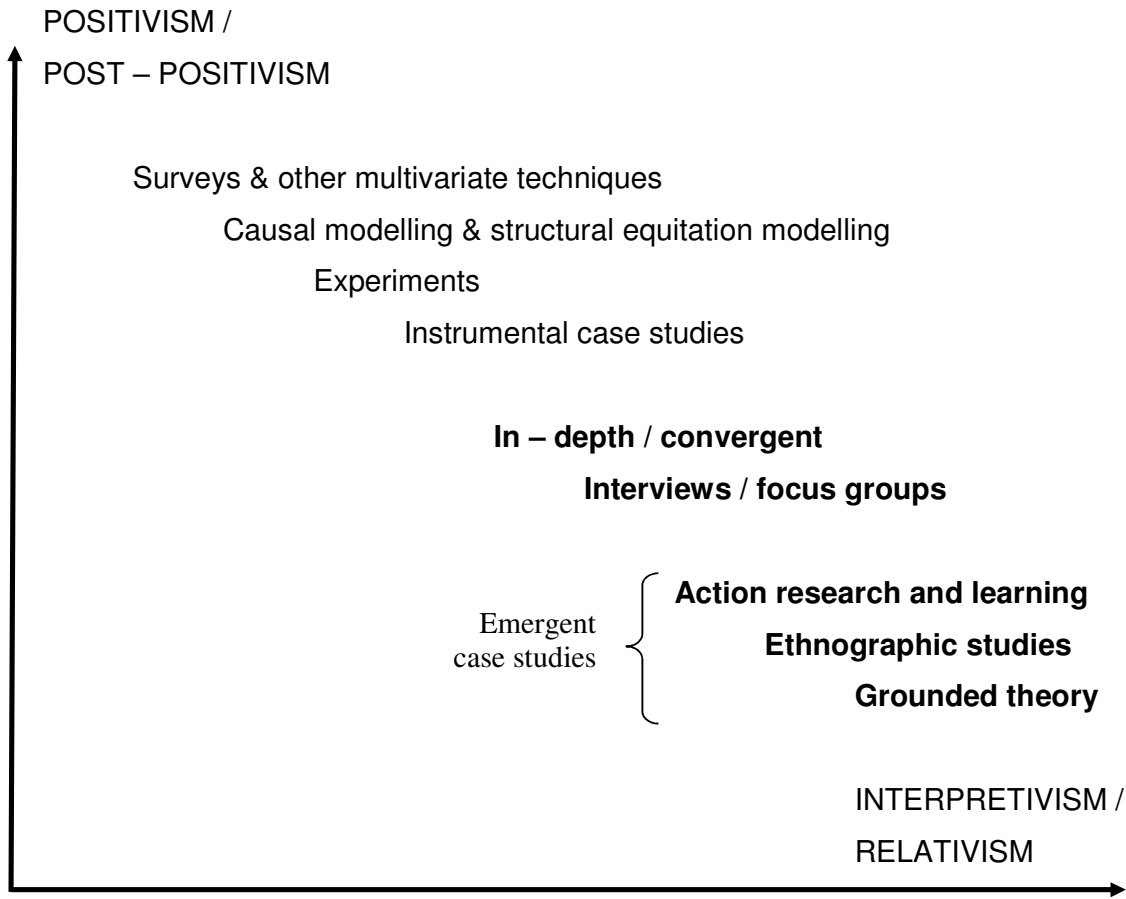 POSITIVISM /
POST – POSITIVISM
Surveys & other multivariate techniques
Causal modelling & structural equitation modelling
Experiments
Instrumental case studies
In – depth / convergent
Interviews / focus groups
Emergent
case studies
Action research and learning
Ethnographic studies
Grounded theory
INTERPRETIVISM /
RELATIVISM